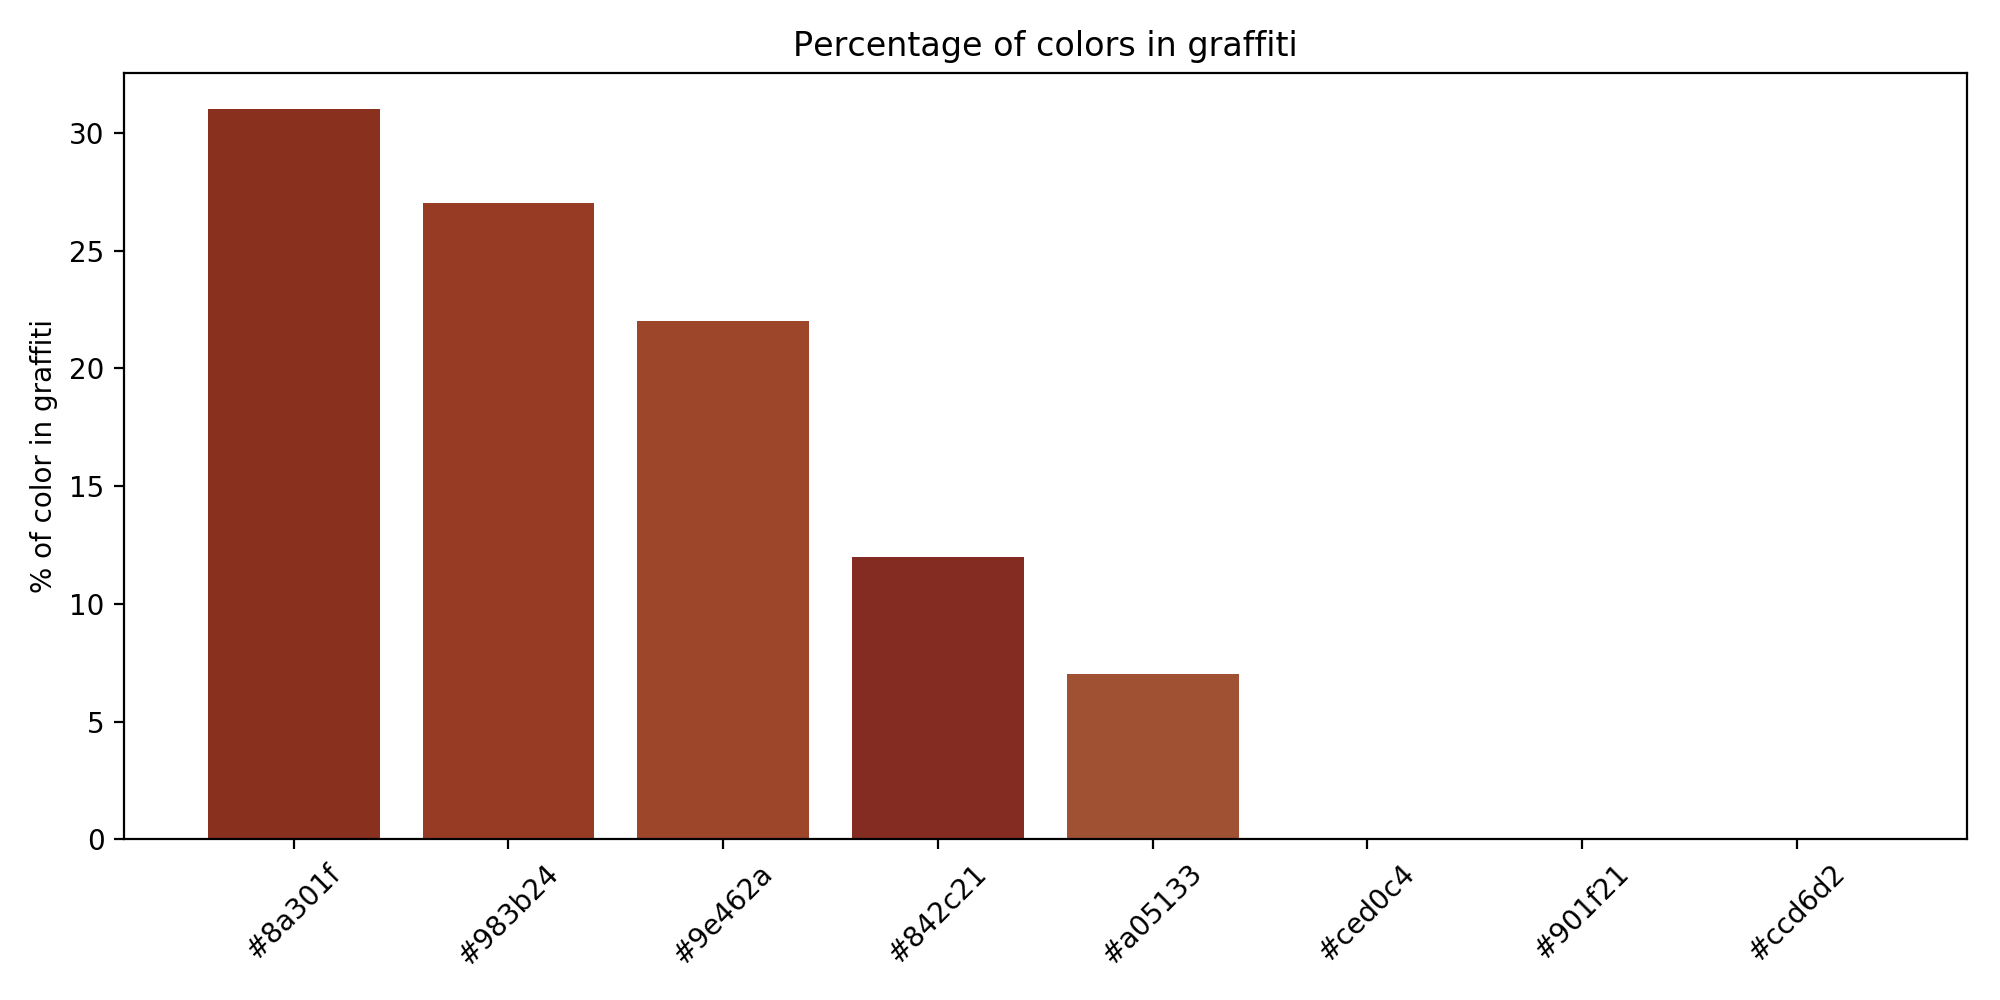 Percentage of colors in graffiti
% of color in graffiti
30
25
20
15
10
5
0
#8a301f
#983b24
#9e462a
#842c21
#a05133
#ced0c4
#901f21
#ccd6d2